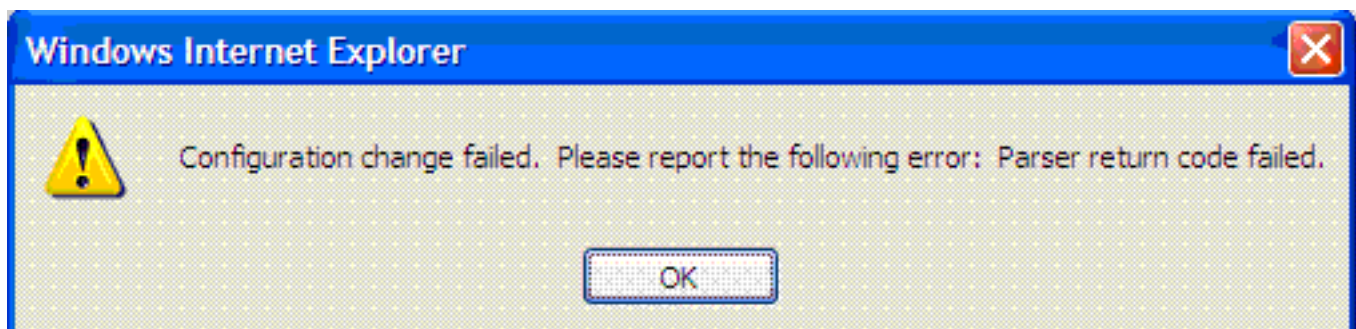 Windows Internet Explorer
Configuration change failed.  Please report the following error:  Parser return code failed.
OK